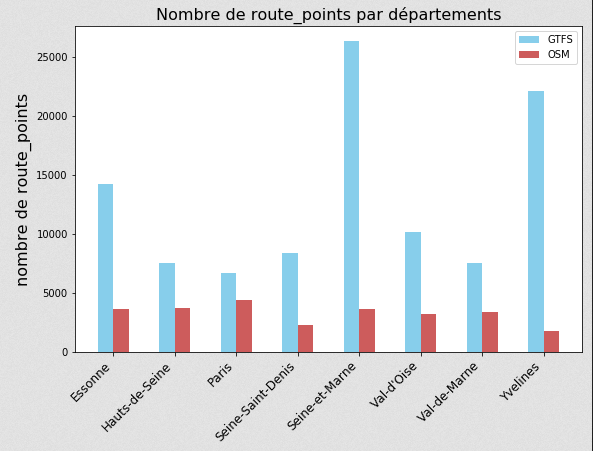 Nombre de route_points par départements
GTFS
OSM
nombre de route_points
25000
20000
15000
10000
5000
0
Essonne
Hauts-de-Seine
Paris
Seine-Saint-Denis
Seine-et-Marne
Val-d'Oise
Val-de-Marne
Yvelines